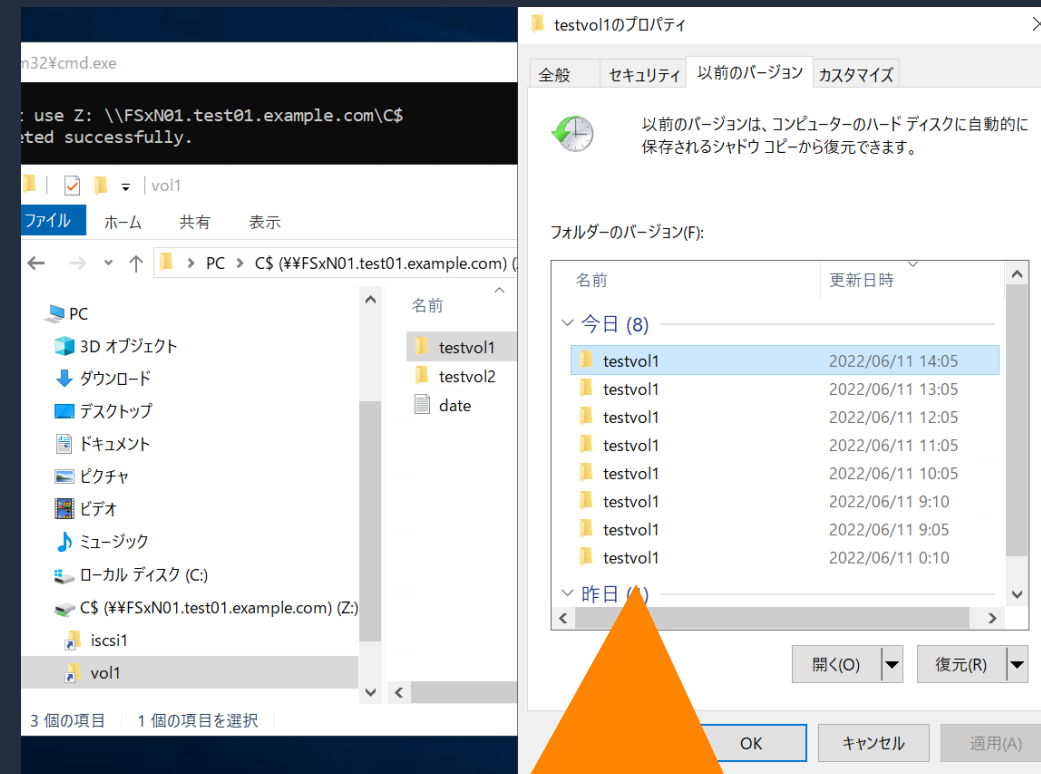 m32¥cmd.exe
use Z: \\FSxN01.test01.example.com\C$
eted successfully.
vol1
ファイル ホーム 共有 表示
PC > C$ (¥¥FSxN01.test01.example.com) (
PC
3D オブジェクト
ダウンロード
デスクトップ
ドキュメント
ピクチャ
ビデオ
ミュージック
ローカル ディスク (C:)
C$ (¥¥FSxN01.test01.example.com) (Z:)
iscsi1
vol1
名前
testvol1
testvol2
date
3 個の項目 1 個の項目を選択
testvol1のプロパティ
全般 セキュリティ 以前のバージョン カスタマイズ
以前のバージョンは、コンピューターのハード ディスクに自動的に
保存されるシャドウ コピーから復元できます。
フォルダーのバージョン(F):
名前 更新日時
今日 (8)
testvol1 2022/06/11 14:05
testvol1 2022/06/11 13:05
testvol1 2022/06/11 12:05
testvol1 2022/06/11 11:05
testvol1 2022/06/11 10:05
testvol1 2022/06/11 9:10
testvol1 2022/06/11 9:05
testvol1 2022/06/11 0:10
昨日
開く(O) 復元(R)
OK キャンセル 適用(A)